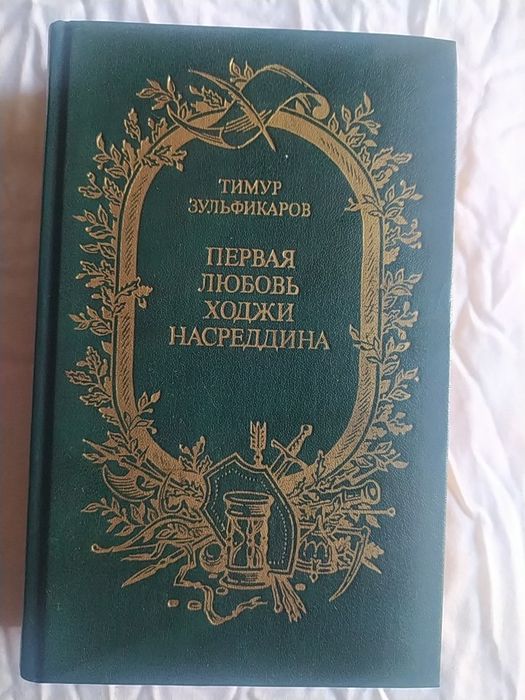 ТИМУР
ЗУЛЬФИКАРОВ
ПЕРВАЯ
ЛЮБОВЬ
ХОДЖИ
НАСРЕДДИНА